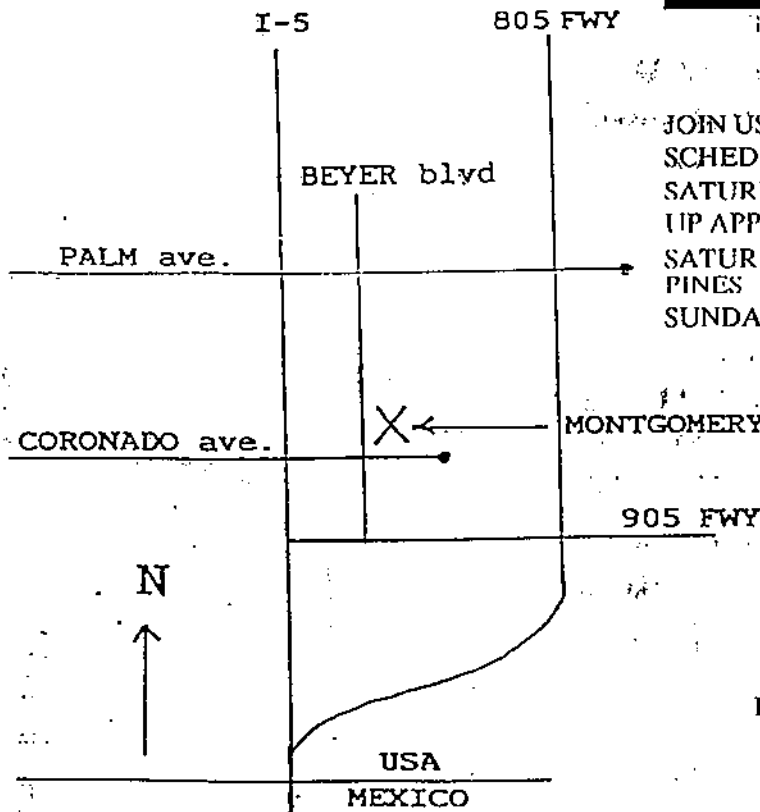 I-5
805 FWY
BEYER blvd
PALM ave.
CORONADO ave.
X
MONTGOMERY
905 FWY
N
USA
MEXICO
JOIN US
SCHED
SATUR
UP APP
SATUR
PINES
SUNDA